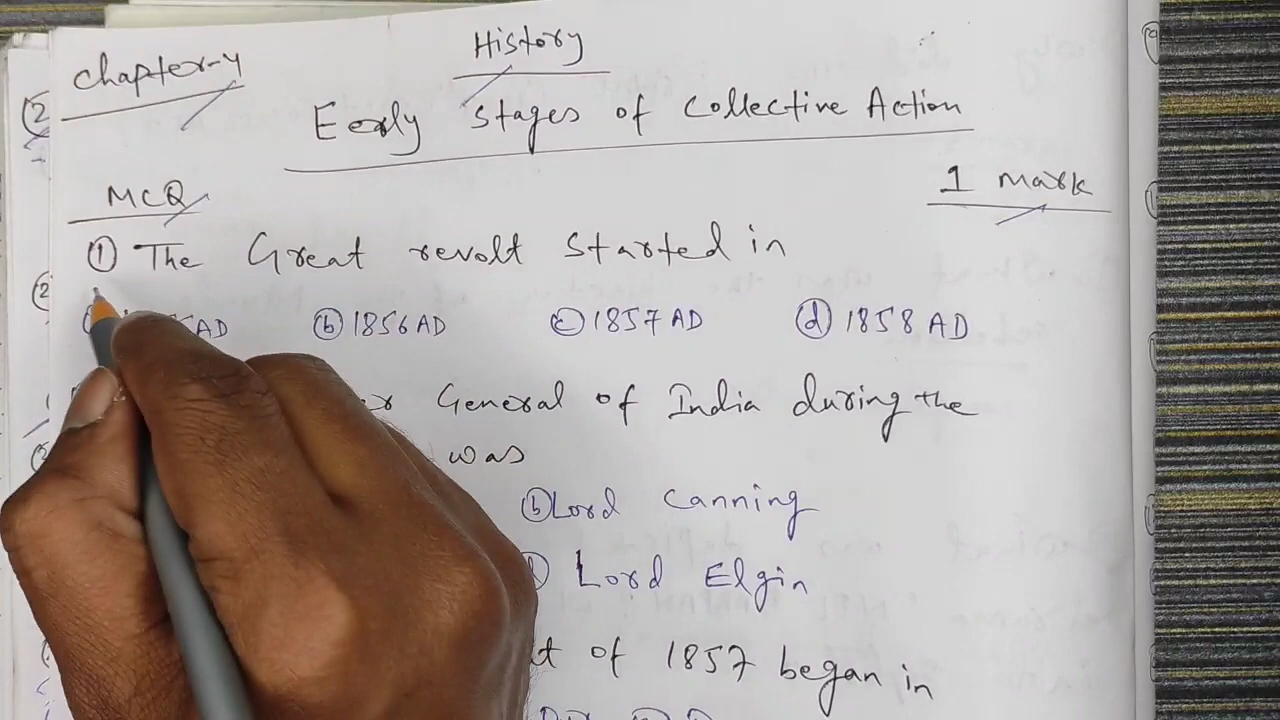 History
Chapter-4
Early Stages of Collective Action
MCQ
1 Mark
① The Great revolt started in
AD ⓑ 1856 AD ⓒ 1857 AD ⓓ 1858 AD
General of India during the
was
ⓑ Lord Canning
Lord Elgin
of 1857 began in